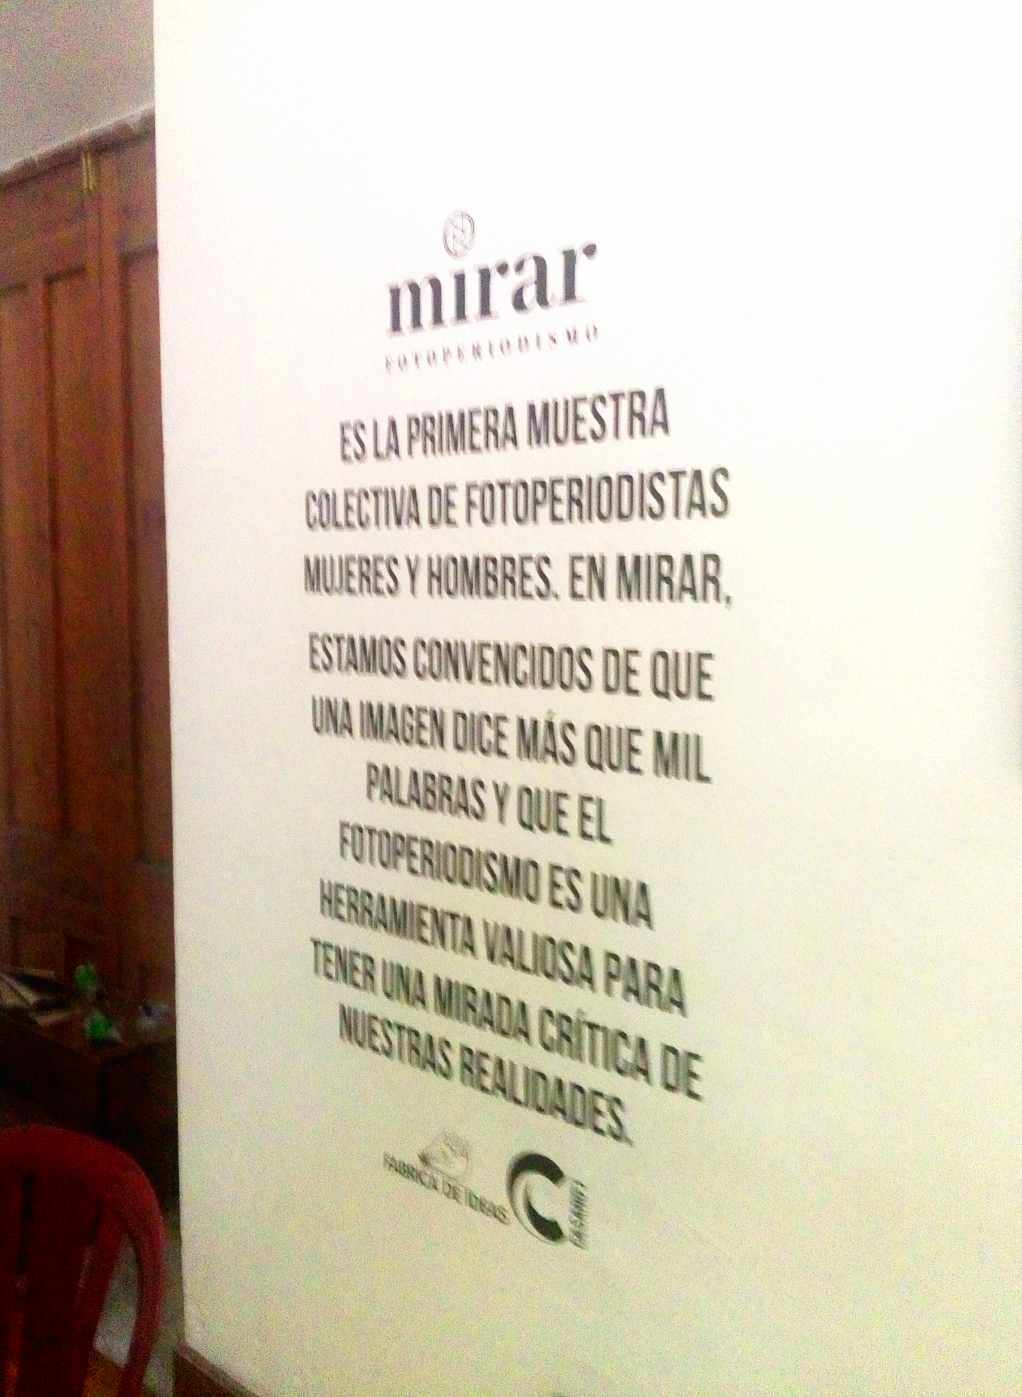 mirar
FOTOPERIODISMO
ES LA PRIMERA MUESTRA
COLECTIVA DE FOTOPERIODISTAS
MUJERES Y HOMBRES. EN MIRAR,
ESTAMOS CONVENCIDOS DE QUE
UNA IMAGEN DICE MÁS QUE MIL
PALABRAS Y QUE EL
FOTOPERIODISMO ES UNA
HERRAMIENTA VALIOSA PARA
TENER UNA MIRADA CRÍTICA DE
NUESTRAS REALIDADES.
FABRICA DE IDEAS